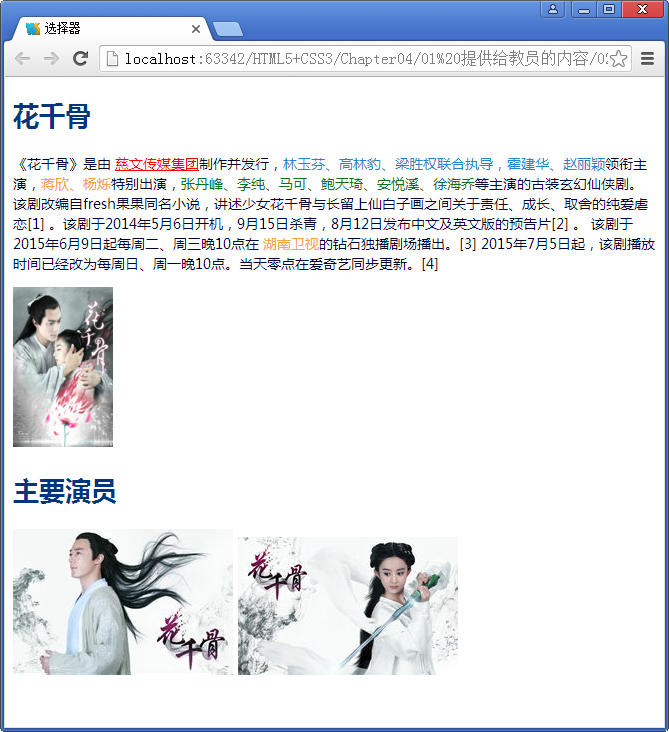 选择器
localhost:63342/HTML5+CSS3/Chapter04/01%20提供给教员的内容/02
花千骨
《花千骨》是由 慈文传媒集团制作并发行，林玉芬、高林豹、梁胜权联合执导，霍建华、赵丽颖领衔主
演，蒋欣、杨烁特别出演，张丹峰、李纯、马可、鲍天琦、安悦溪、徐海乔等主演的古装玄幻仙侠剧。
该剧改编自fresh果果同名小说，讲述少女花千骨与长留上仙白子画之间关于责任、成长、取舍的纯爱虐
恋[1] 。该剧于2014年5月6日开机，9月15日杀青，8月12日发布中文及英文版的预告片[2] 。 该剧于
2015年6月9日起每周二、周三晚10点在 湖南卫视的钻石独播剧场播出。[3] 2015年7月5日起，该剧播放
时间已经改为每周日、周一晚10点。当天零点在爱奇艺同步更新。[4]
花千骨
主要演员
花千骨
花千骨